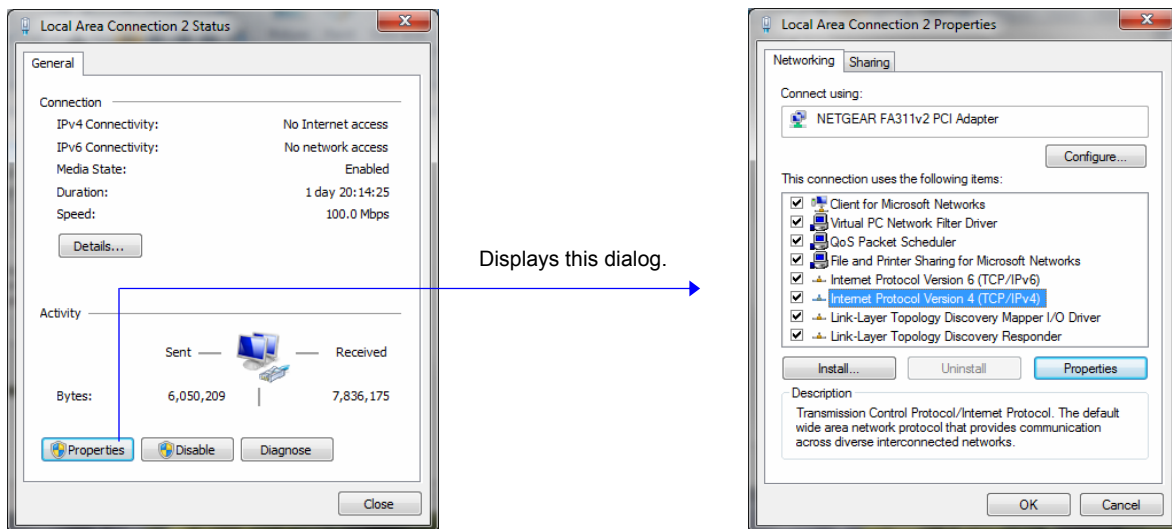 Local Area Connection 2 Status
General
Connection
IPv4 Connectivity: No Internet access
IPv6 Connectivity: No network access
Media State: Enabled
Duration: 1 day 20:14:25
Speed: 100.0 Mbps
Details...
Activity
Sent Received
Bytes: 6,050,209 7,836,175
Properties Disable Diagnose
Close
Displays this dialog.
Local Area Connection 2 Properties
Networking Sharing
Connect using:
NETGEAR FA311v2 PCI Adapter
Configure...
This connection uses the following items:
Client for Microsoft Networks
Virtual PC Network Filter Driver
QoS Packet Scheduler
File and Printer Sharing for Microsoft Networks
Internet Protocol Version 6 (TCP/IPv6)
Internet Protocol Version 4 (TCP/IPv4)
Link-Layer Topology Discovery Mapper I/O Driver
Link-Layer Topology Discovery Responder
Install... Uninstall Properties
Description
Transmission Control Protocol/Internet Protocol. The default
wide area network protocol that provides communication
across diverse interconnected networks.
OK Cancel